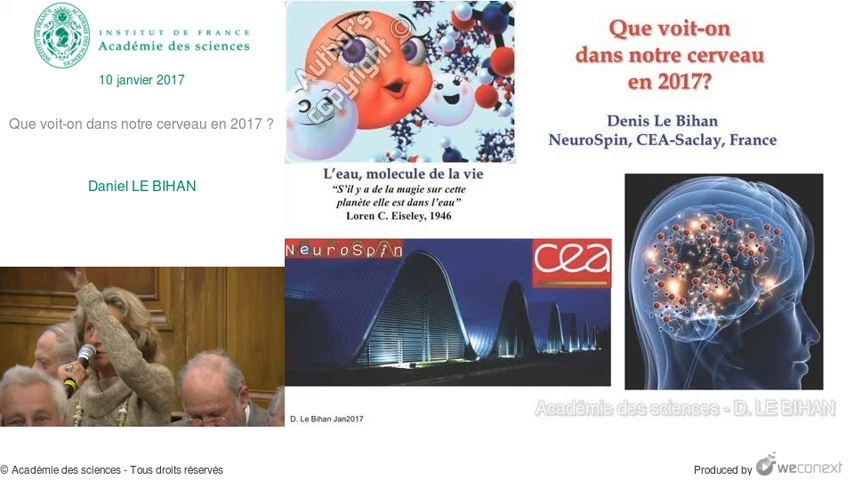 INSTITUT DE FRANCE
Académie des sciences
10 janvier 2017
Que voit-on dans notre cerveau en 2017 ?
Daniel LE BIHAN
Author's
copyright ©
L'eau, molecule de la vie
“S'il y a de la magie sur cette
planète elle est dans l'eau”
Loren C. Eiseley, 1946
NeuroSpin
cea
D. Le Bihan Jan2017
Que voit-on
dans notre cerveau
en 2017?
Denis Le Bihan
NeuroSpin, CEA-Saclay, France
Académie des sciences - D. LE BIHAN
© Académie des sciences - Tous droits réservés
Produced by weconext